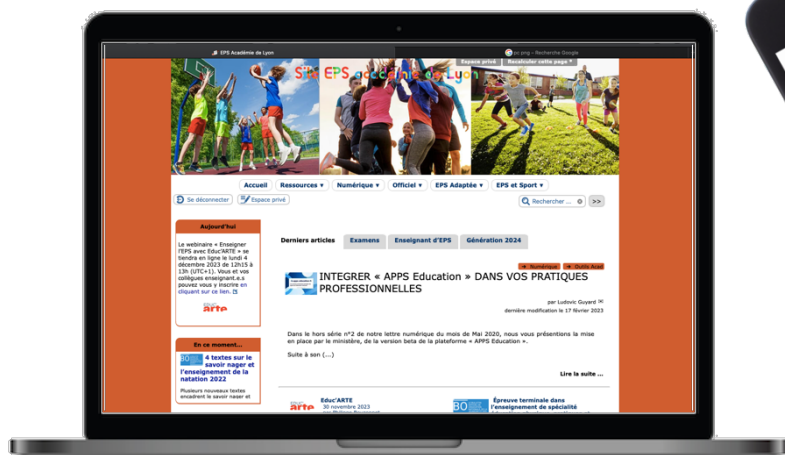 EPS Académie de Lyon
pc png – Recherche Google
Site EPS académie de Lyon
Espace privé Recalculer cette page *
Accueil Ressources ▾ Numérique ▾ Officiel ▾ EPS Adaptée ▾ EPS et Sport ▾
Se déconnecter Espace privé Rechercher ... >>
Aujourd'hui
Le webinaire « Enseigner
l'EPS avec Educ'ARTE » se
tiendra en ligne le lundi 4
décembre 2023 de 12h15 à
13h (UTC+1). Vous et vos
collègues enseignant.e.s
pouvez vous y inscrire en
cliquant sur ce lien.
EDUC
arte
En ce moment...
4 textes sur le
savoir nager et
l'enseignement de la
natation 2022
Plusieurs nouveaux textes
encadrent le savoir nager et
Derniers articles Examens Enseignant d'EPS Génération 2024
➔ Numérique ➔ Outils Acad
INTEGRER « APPS Education » DANS VOS PRATIQUES
PROFESSIONNELLES
par Ludovic Guyard
dernière modification le 17 février 2023
Dans le hors série n°2 de notre lettre numérique du mois de Mai 2020, nous vous présentions la mise
en place par le ministère, de la version beta de la plateforme « APPS Education ».
Suite à son (...)
Lire la suite ...
EDUC
arte
Educ'ARTE
30 novembre 2023
Épreuve terminale dans
l'enseignement de spécialité